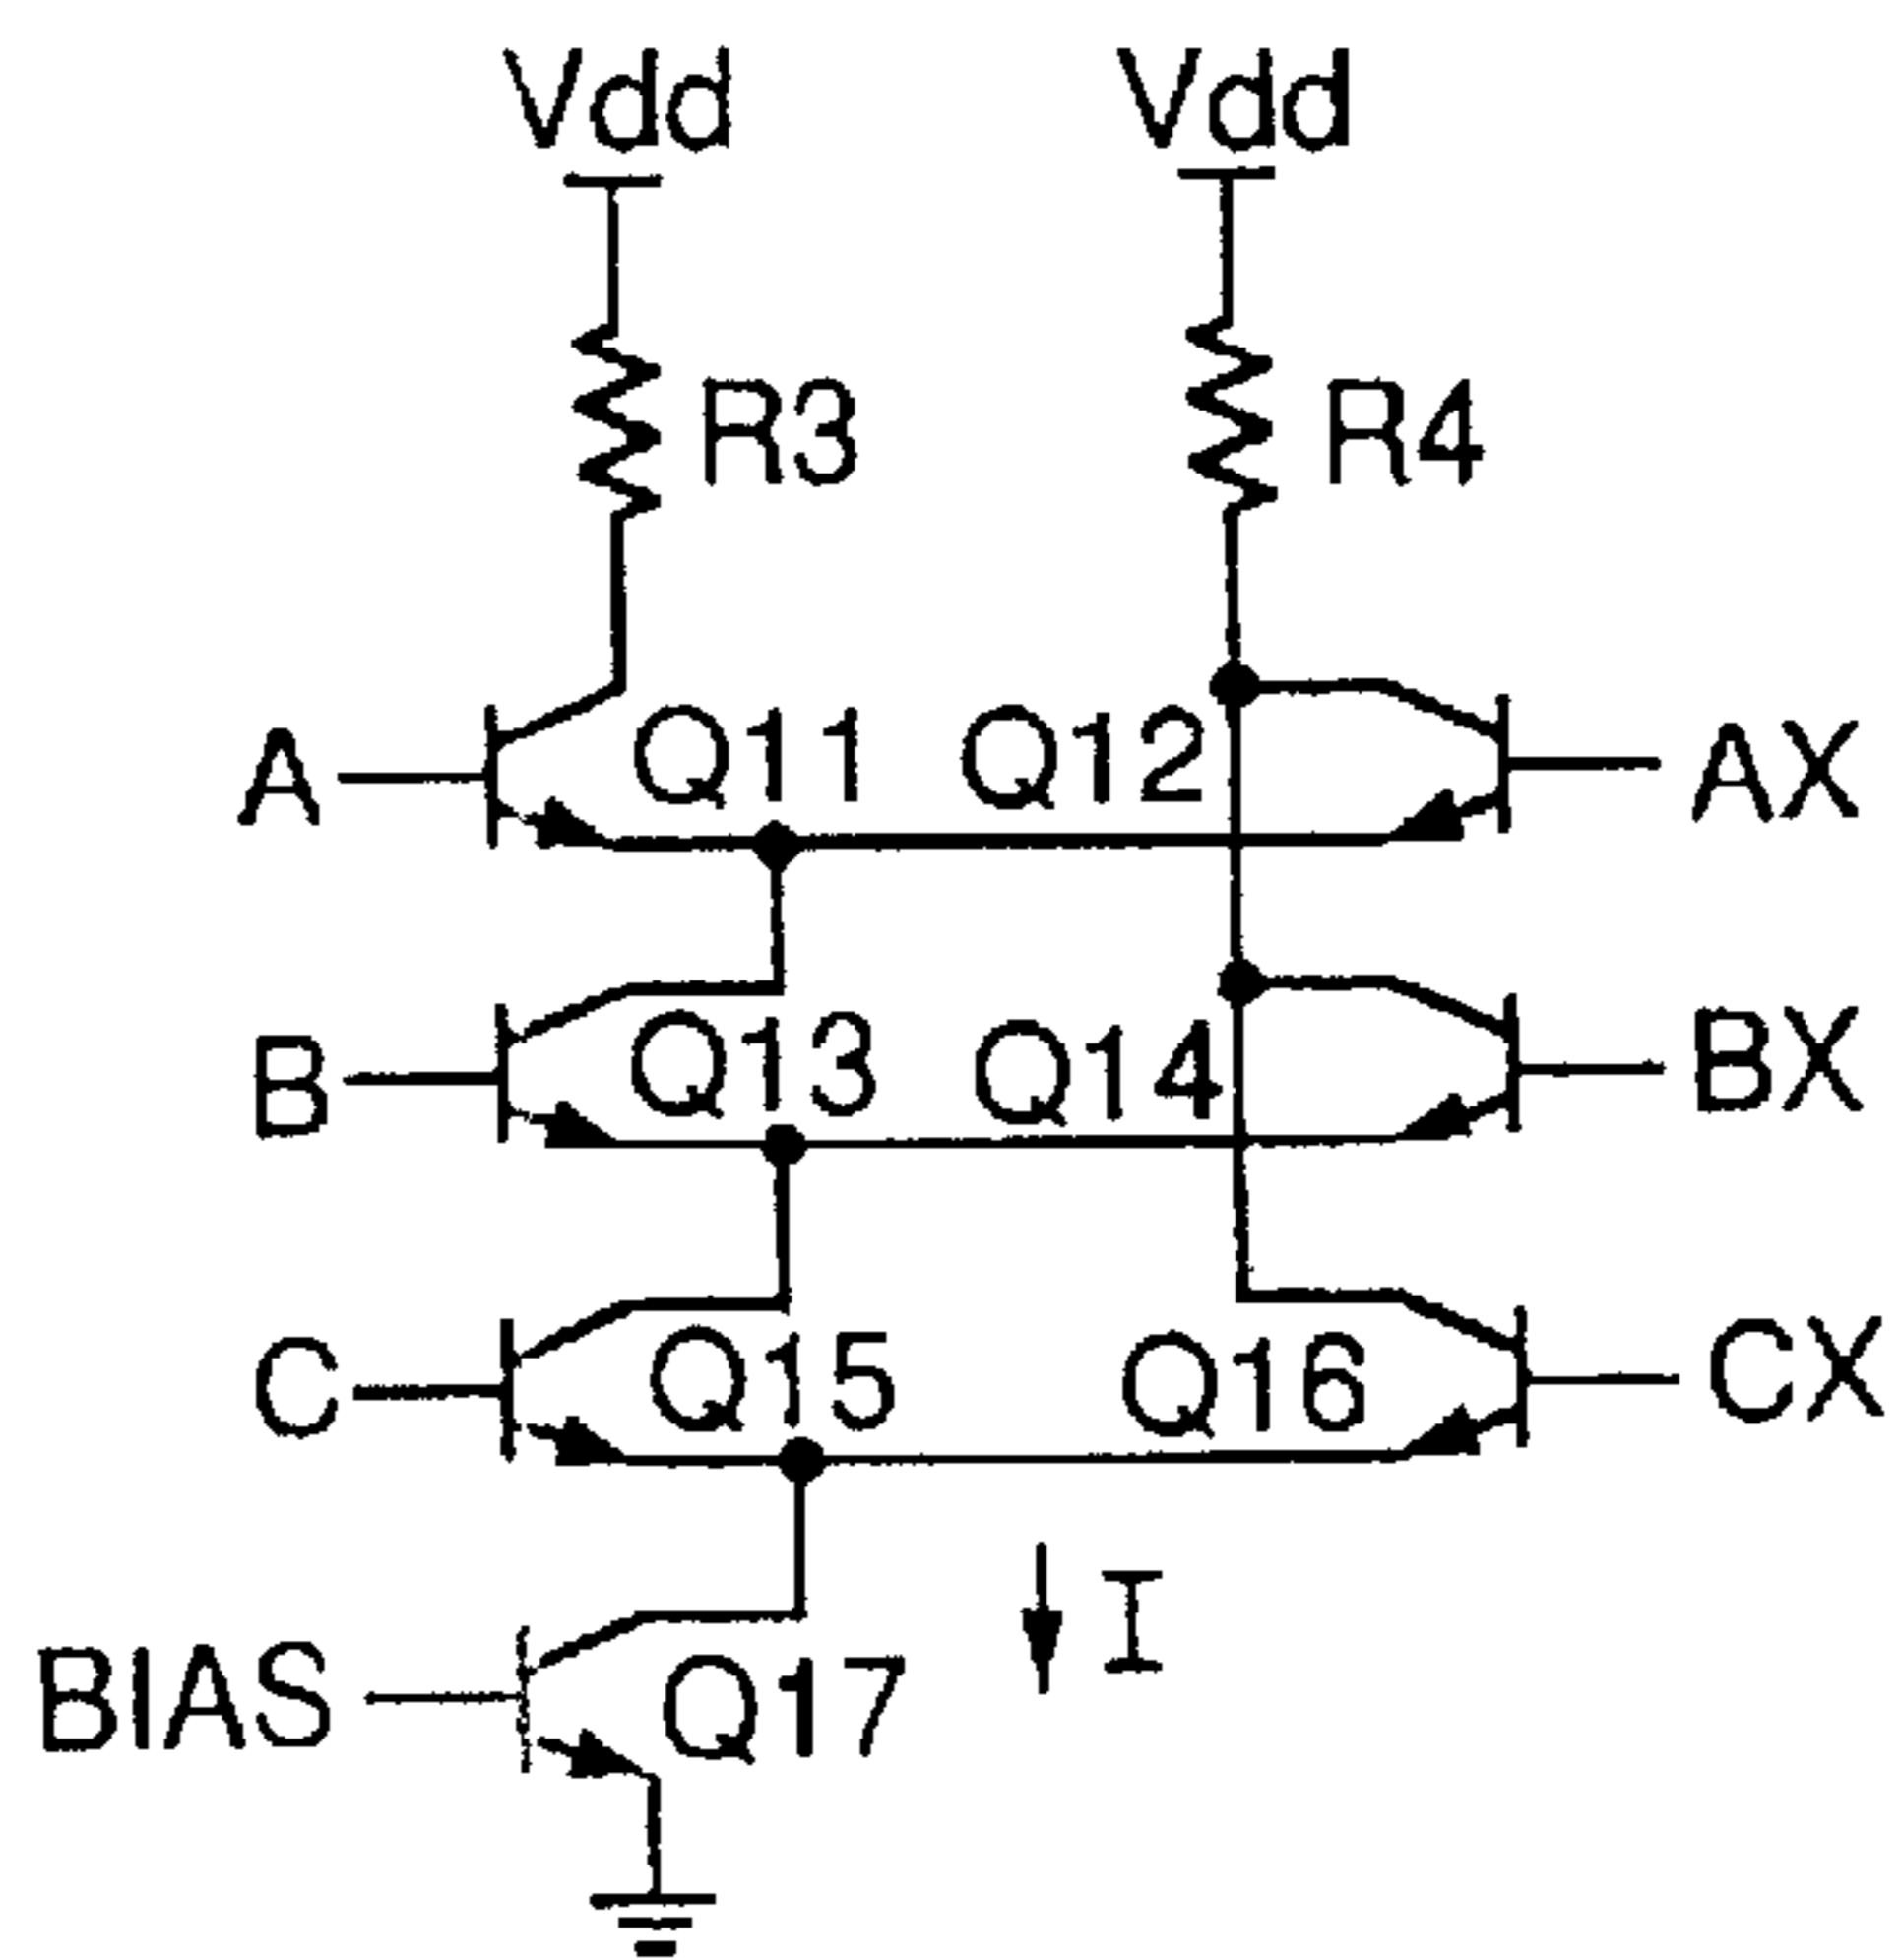 Vdd Vdd
R3 R4
A Q11 Q12 AX
B Q13 Q14 BX
C Q15 Q16 CX
BIAS Q17 I